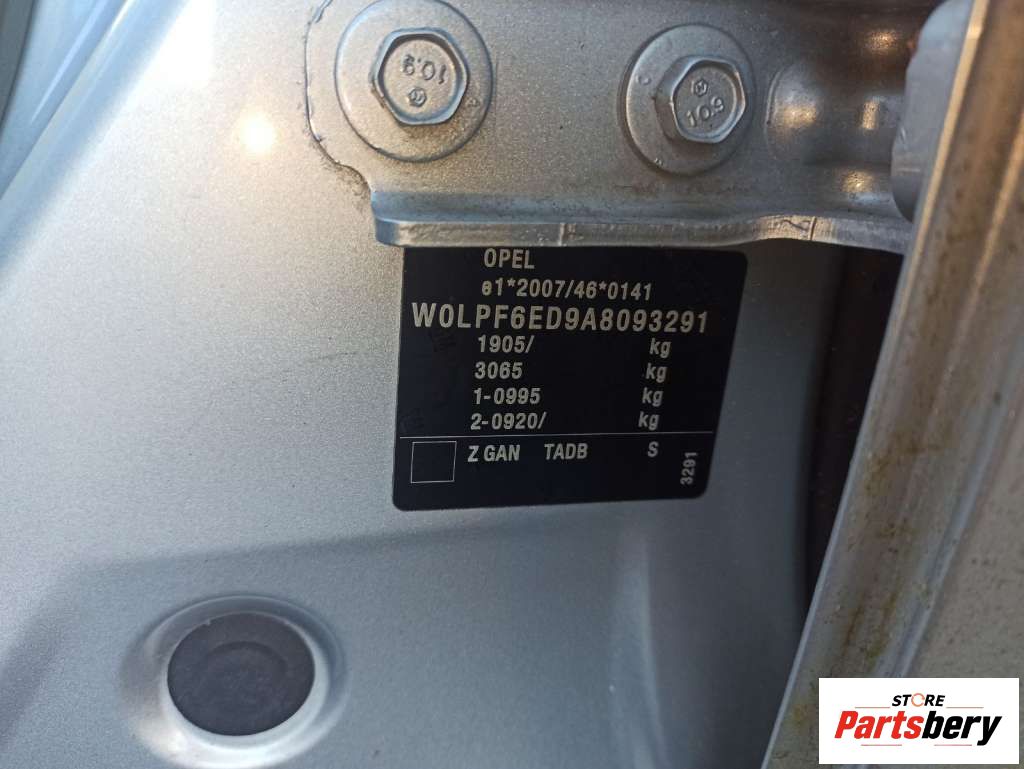 10.9
10.9
OPEL
e1*2007/46*0141
W0LPF6ED9A8093291
1905/ kg
3065 kg
1-0995 kg
2-0920/ kg
Z GAN TADB S
3291
STORE
Partsbery